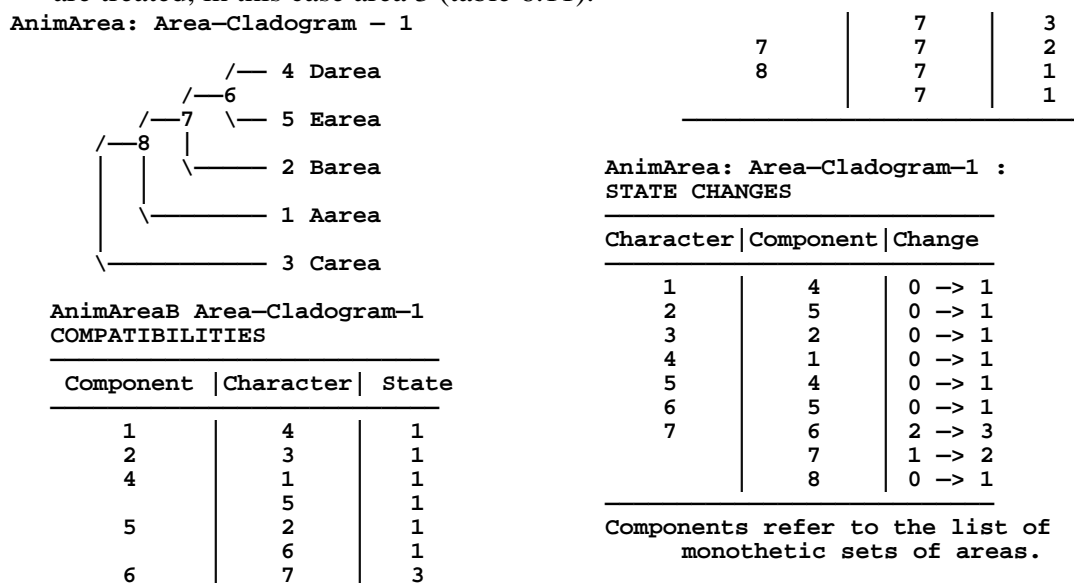 are treated, in this case area 3 (table 6.11).
AnimArea: Area—Cladogram — 1
/—— 4 Darea
/——6
/——7 \—— 5 Earea
/——8 |
| | \—————— 2 Barea
| |
| \————————— 1 Aarea
|
\———————————— 3 Carea
AnimAreaB Area—Cladogram—1
COMPATIBILITIES
Component |Character| State
1 | 4 | 1
2 | 3 | 1
4 | 1 | 1
| 5 | 1
5 | 2 | 1
| 6 | 1
6 | 7 | 3
| 7 | 3
7 | 7 | 2
8 | 7 | 1
| 7 | 1
AnimArea: Area—Cladogram—1 :
STATE CHANGES
Character|Component|Change
1 | 4 | 0 —> 1
2 | 5 | 0 —> 1
3 | 2 | 0 —> 1
4 | 1 | 0 —> 1
5 | 4 | 0 —> 1
6 | 5 | 0 —> 1
7 | 6 | 2 —> 3
| 7 | 1 —> 2
| 8 | 0 —> 1
Components refer to the list of
monothetic sets of areas.